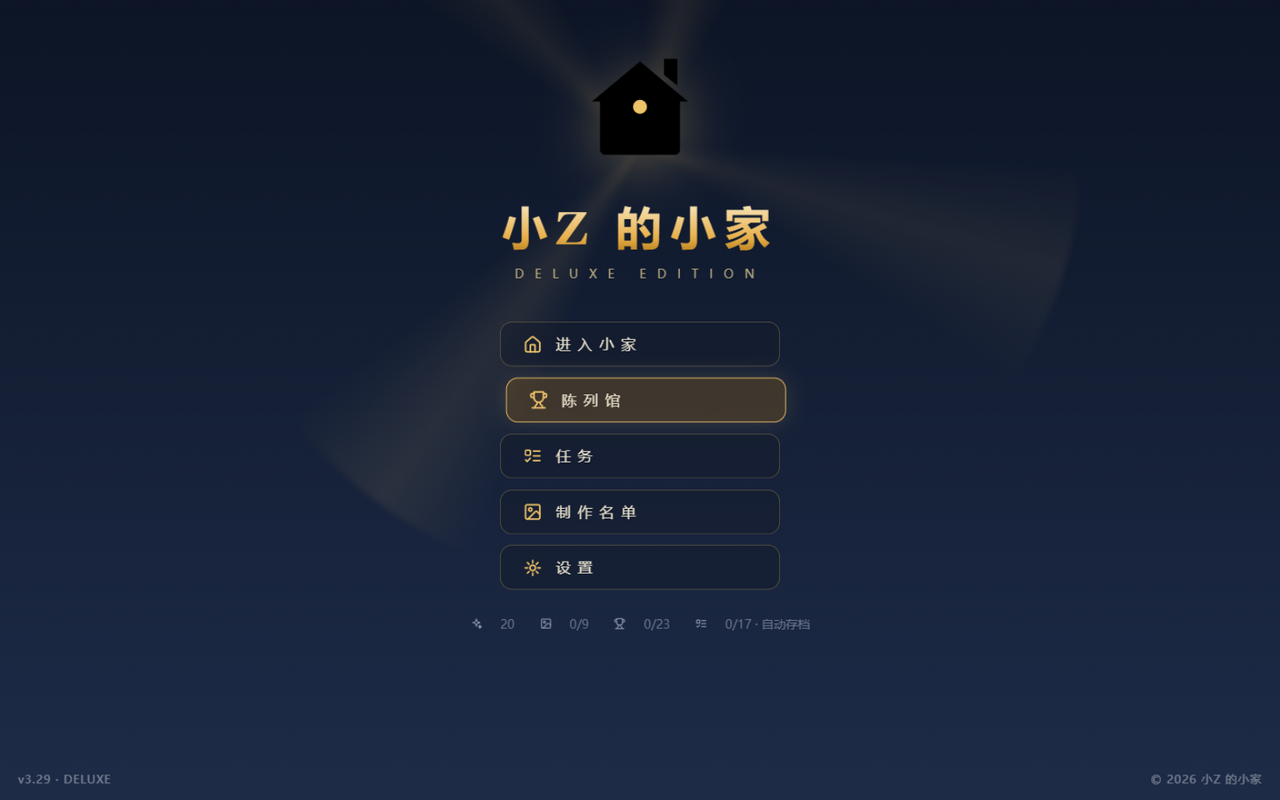 小Z 的小家
DELUXE EDITION
进入小家
陈列馆
任务
制作名单
设置
20 0/9 0/23 0/17 · 自动存档
v3.29 · DELUXE
© 2026 小Z 的小家